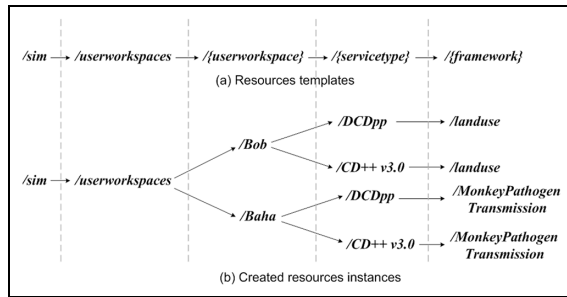 /sim /userworkspaces /{userworkspace} /{servicetype} /{framework}
(a) Resources templates
/DCDpp /landuse
/Bob
/CD++ v3.0 /landuse
/sim /userworkspaces
/DCDpp /MonkeyPathogen
Transmission
/Baha
/CD++ v3.0 /MonkeyPathogen
Transmission
(b) Created resources instances